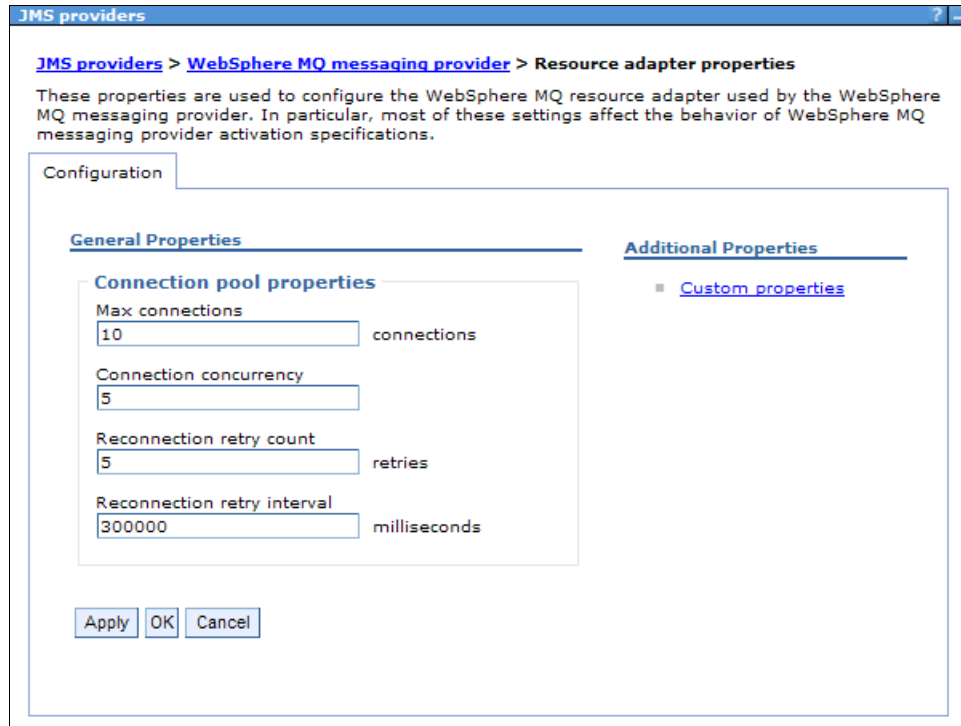 JMS providers ? –
JMS providers > WebSphere MQ messaging provider > Resource adapter properties
These properties are used to configure the WebSphere MQ resource adapter used by the WebSphere
MQ messaging provider. In particular, most of these settings affect the behavior of WebSphere MQ
messaging provider activation specifications.
Configuration
General Properties
Additional Properties
Connection pool properties
Custom properties
Max connections
10 connections
Connection concurrency
5
Reconnection retry count
5 retries
Reconnection retry interval
300000 milliseconds
Apply OK Cancel